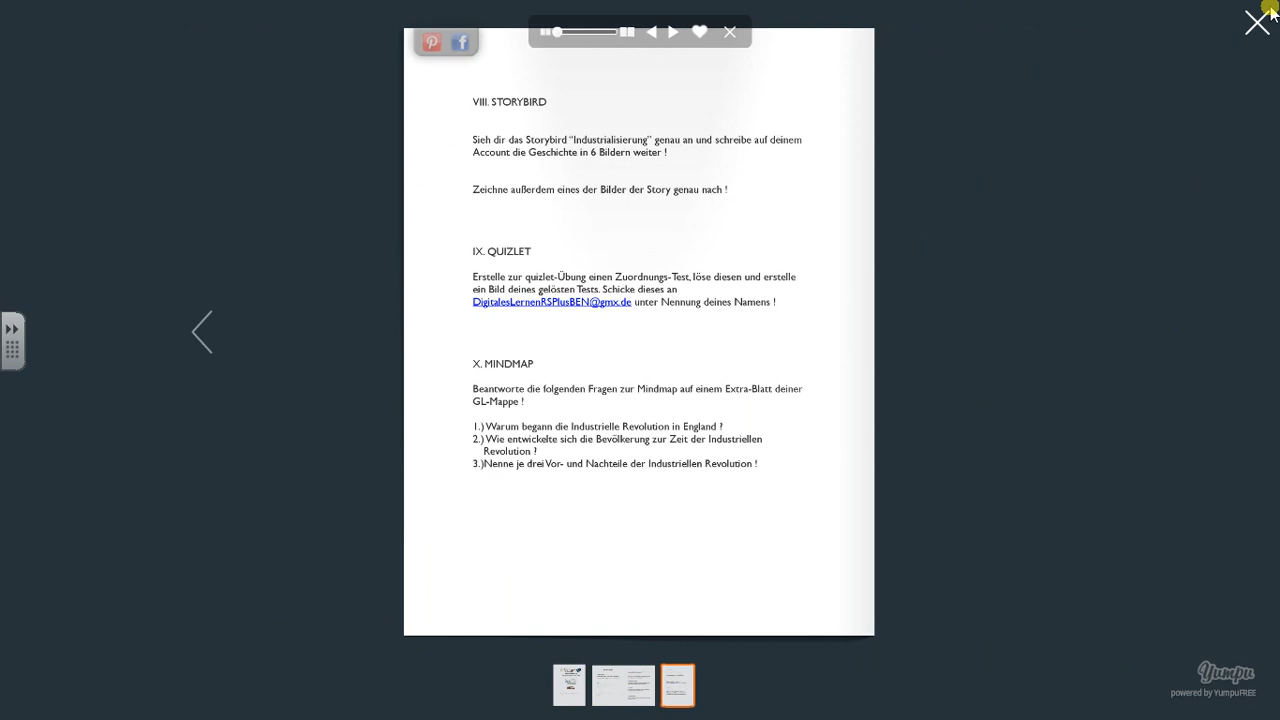 VIII. STORYBIRD
Sieh dir das Storybird "Industrialisierung" genau an und schreibe auf deinem
Account die Geschichte in 6 Bildern weiter !
Zeichne außerdem eines der Bilder der Story genau nach !
IX. QUIZLET
Erstelle zur quizlet-Übung einen Zuordnungs-Test, löse diesen und erstelle
ein Bild deines gelösten Tests. Schicke dieses an
DigitalesLernenRSPlusBEN@gmx.de unter Nennung deines Namens !
X. MINDMAP
Beantworte die folgenden Fragen zur Mindmap auf einem Extra-Blatt deiner
GL-Mappe !
1.) Warum begann die Industrielle Revolution in England ?
2.) Wie entwickelte sich die Bevölkerung zur Zeit der Industriellen
Revolution ?
3.)Nenne je drei Vor- und Nachteile der Industriellen Revolution !
Yumpu
powered by YumpuFREE